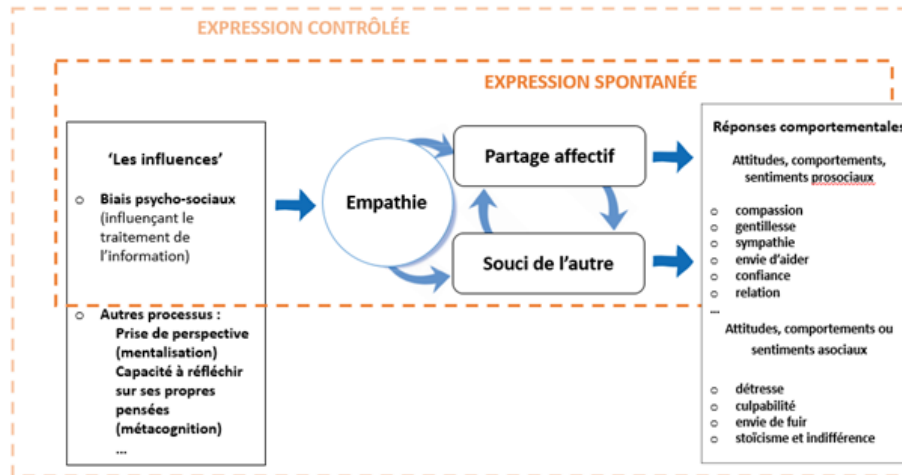 EXPRESSION CONTRÔLÉE
EXPRESSION SPONTANÉE
'Les influences'
o Biais psycho-sociaux
(influençant le
traitement de
l'information)
o Autres processus :
Prise de perspective
(mentalisation)
Capacité à réfléchir
sur ses propres
pensées
(métacognition)
...
Empathie
Partage affectif
Souci de l'autre
Réponses comportementales
Attitudes, comportements,
sentiments prosociaux
o compassion
o gentillesse
o sympathie
o envie d'aider
o confiance
o relation
...
Attitudes, comportements ou
sentiments asociaux
o détresse
o culpabilité
o envie de fuir
o stoïcisme et indifférence